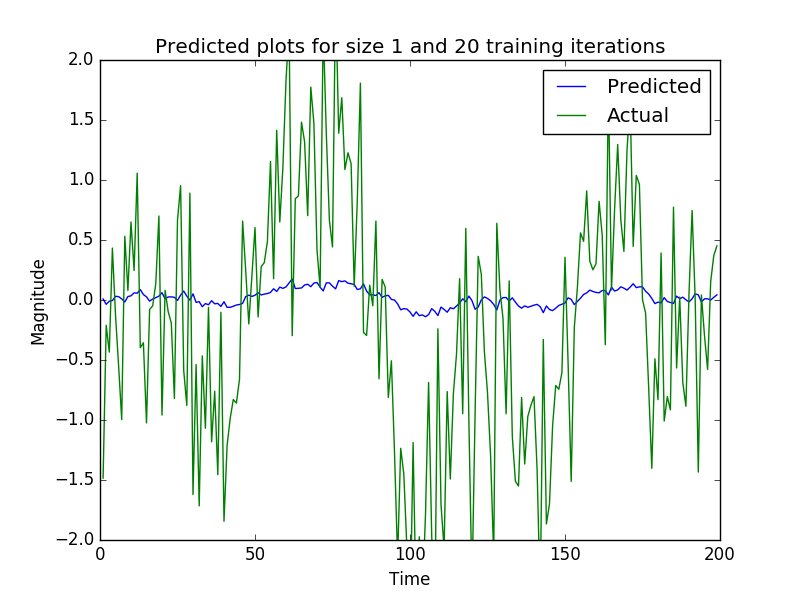 Predicted plots for size 1 and 20 training iterations
Predicted
Actual
Magnitude
2.0
1.5
1.0
0.5
0.0
−0.5
−1.0
−1.5
−2.0
0 50 100 150 200
Time